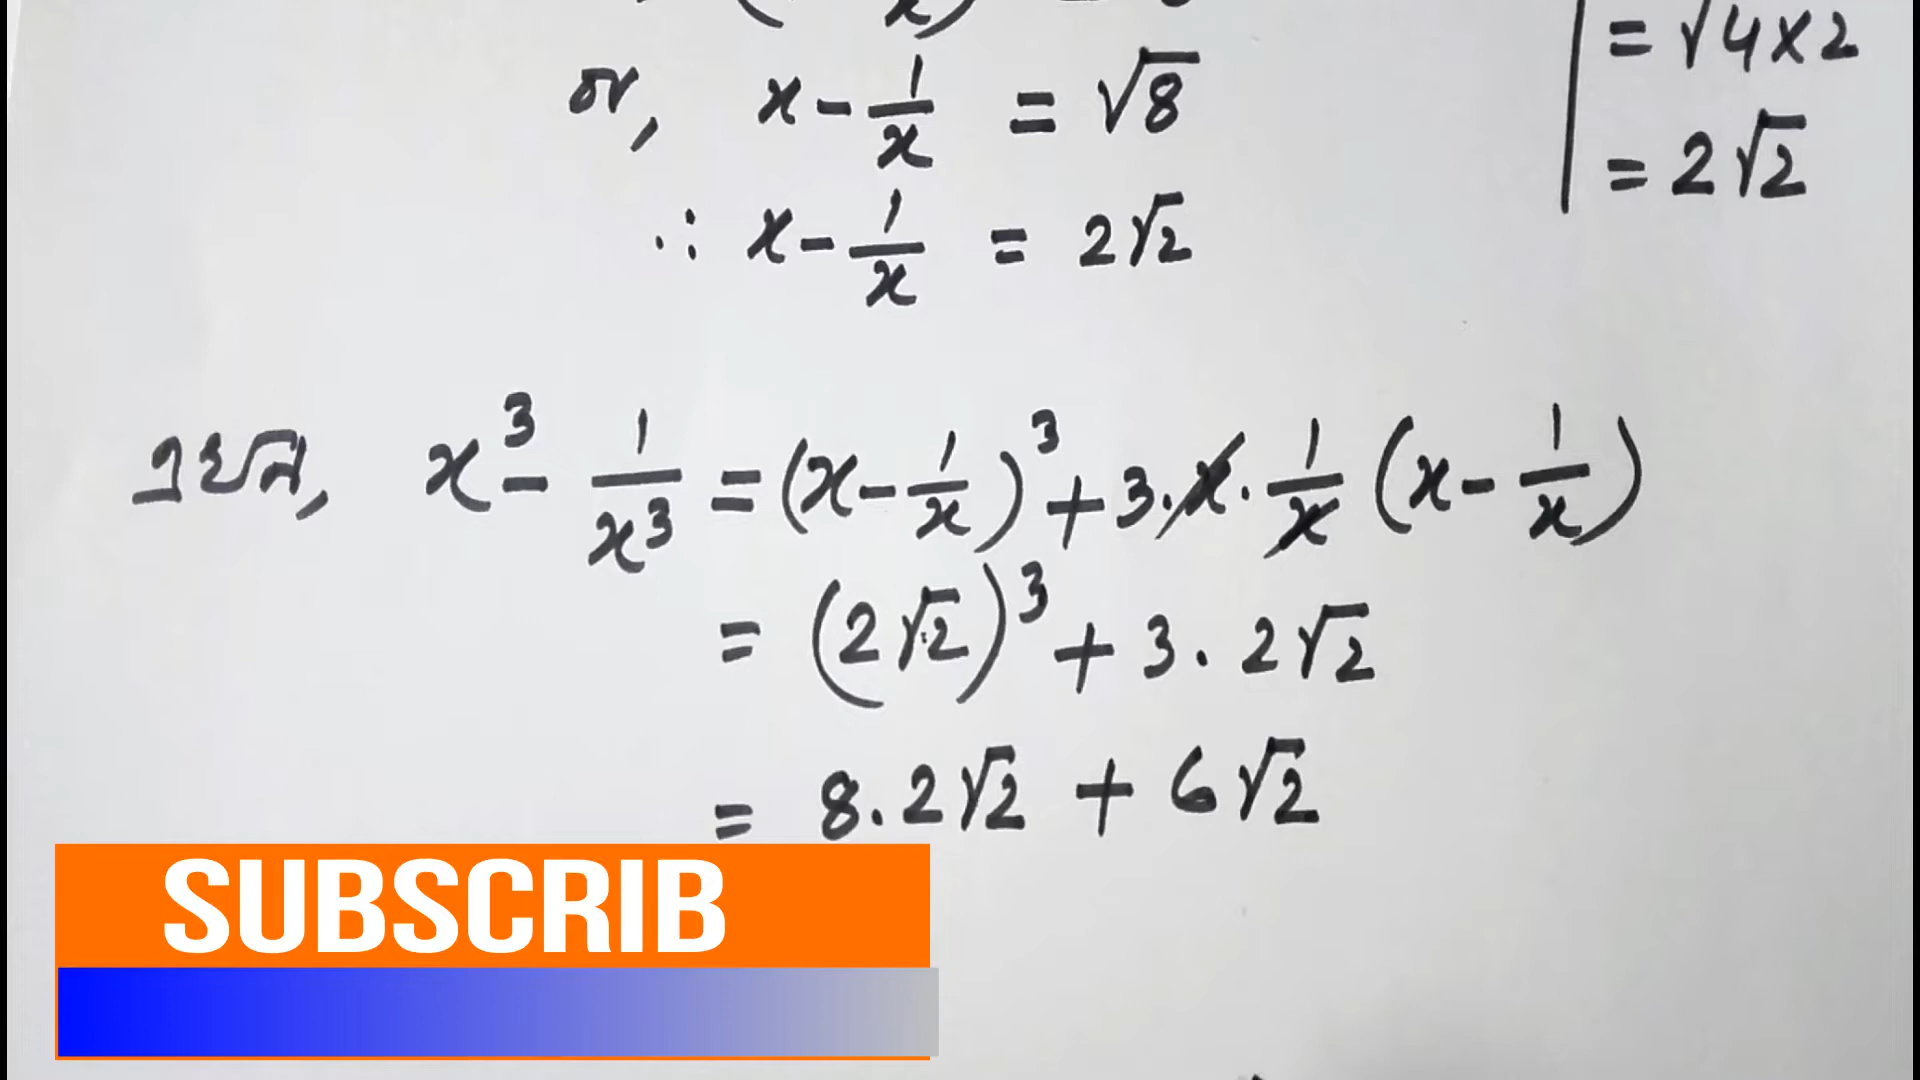 = √4×2
or, x - 1/x = √8
= 2√2
∴ x - 1/x = 2√2
এখন, x³ - 1/x³ = (x - 1/x)³ + 3.x.1/x (x - 1/x)
= (2√2)³ + 3.2√2
= 8.2√2 + 6√2
SUBSCRIB